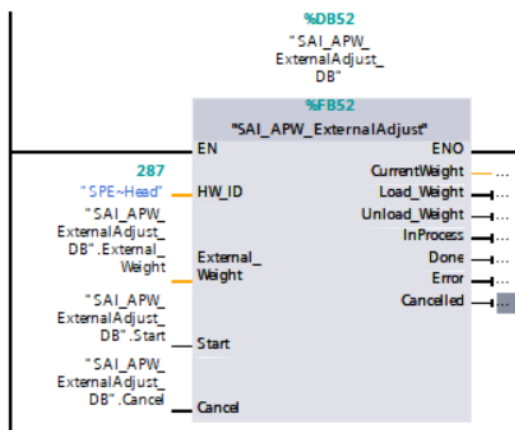 %DB52
"SAI_APW_
ExternalAdjust_
DB"
%FB52
"SAI_APW_ExternalAdjust"
EN
ENO
287
"SPE~Head"
HW_ID
CurrentWeight
...
Load_Weight
...
Unload_Weight
...
InProcess
...
Done
...
Error
...
Cancelled
...
"SAI_APW_
ExternalAdjust_
DB".External_
Weight
External_
Weight
"SAI_APW_
ExternalAdjust_
DB".Start
Start
"SAI_APW_
ExternalAdjust_
DB".Cancel
Cancel